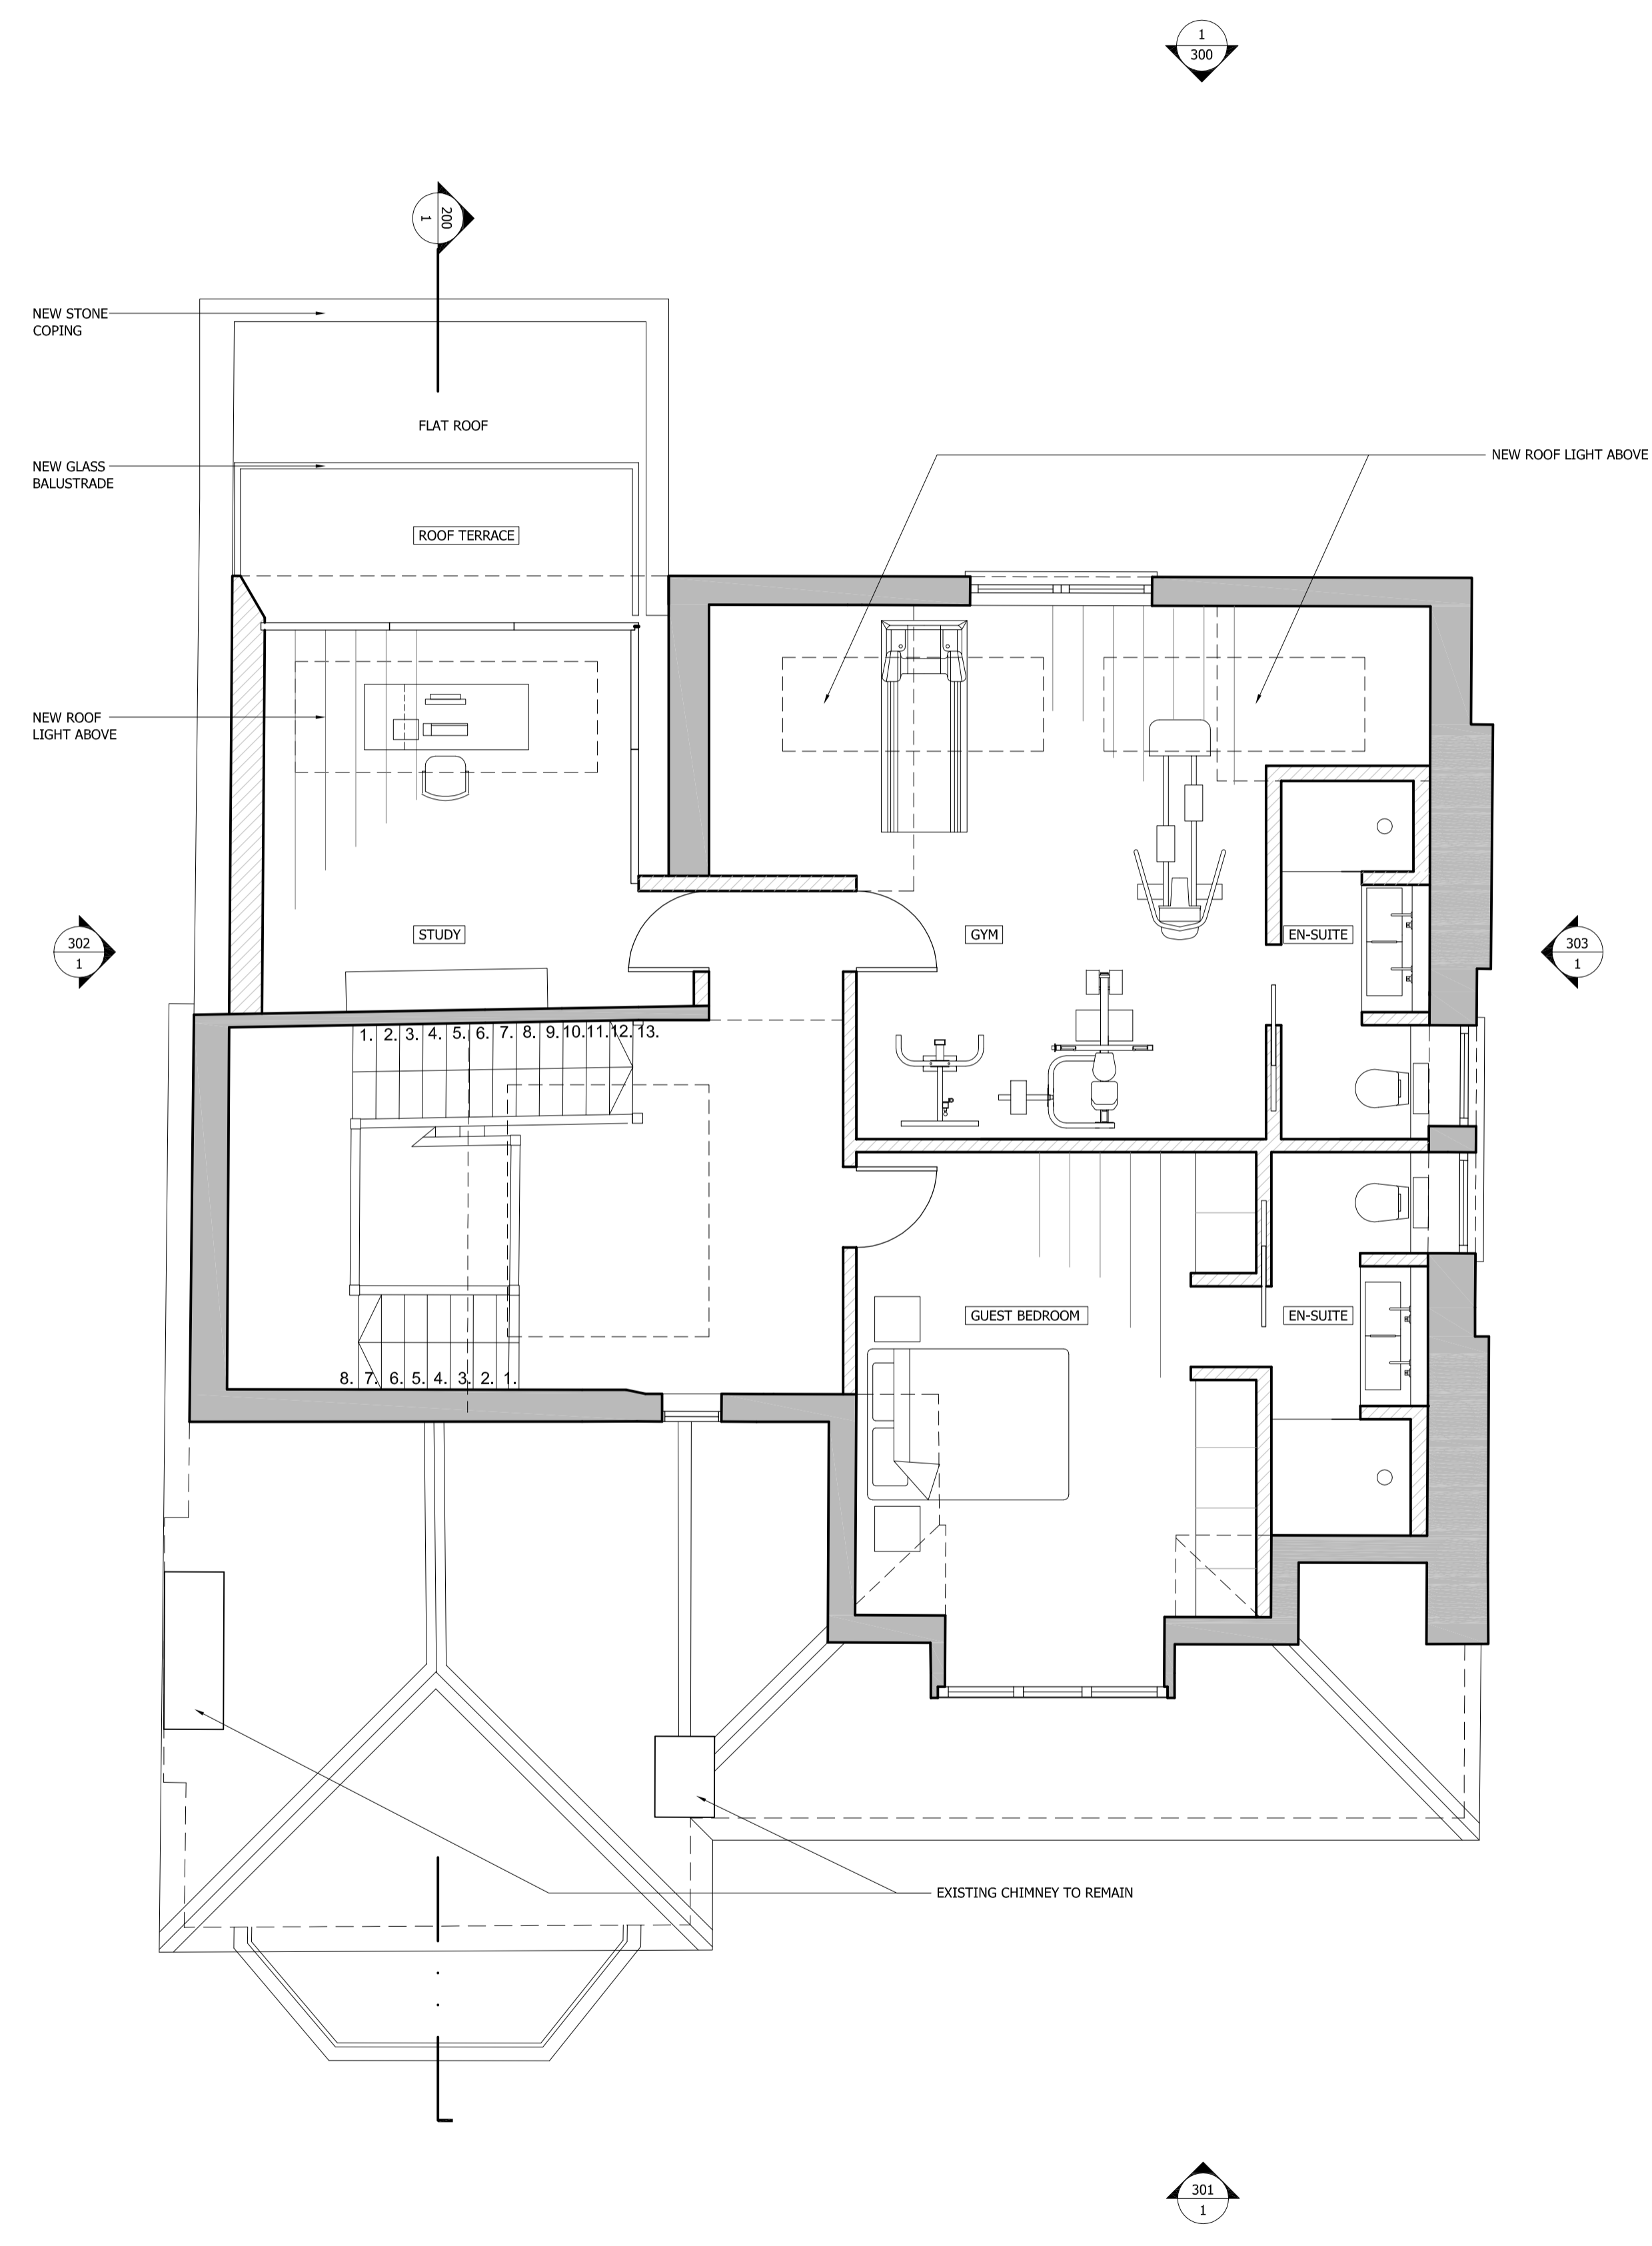 1
300
200
1
NEW STONE
COPING
FLAT ROOF
NEW ROOF LIGHT ABOVE
NEW GLASS
BALUSTRADE
ROOF TERRACE
NEW ROOF
LIGHT ABOVE
STUDY
GYM
EN-SUITE
302
1
303
1
1. 2. 3. 4. 5. 6. 7. 8. 9. 10. 11. 12. 13.
GUEST BEDROOM
EN-SUITE
8. 7. 6. 5. 4. 3. 2. 1.
EXISTING CHIMNEY TO REMAIN
301
1